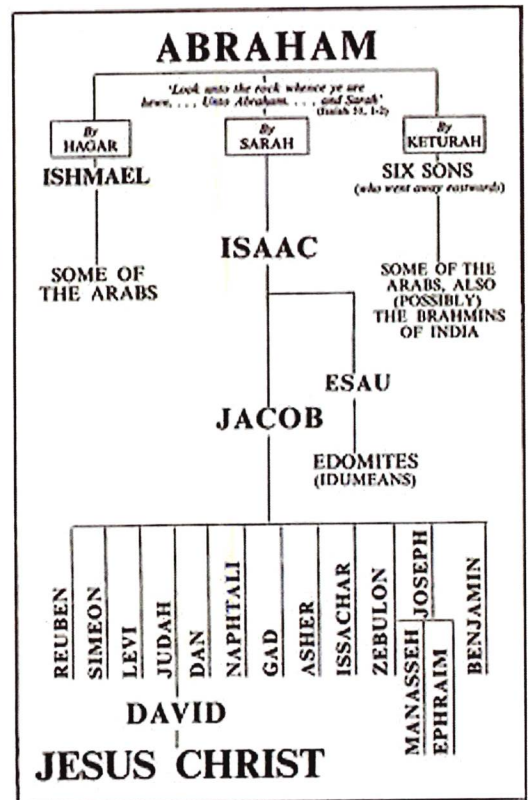 ABRAHAM
'Look unto the rock whence ye are
hewn, . . . Unto Abraham. . . . and Sarah'
(Isaiah 51, 1-2)
By
HAGAR
By
SARAH
By
KETURAH
ISHMAEL
SIX SONS
(who went away eastwards)
ISAAC
SOME OF
THE ARABS
SOME OF THE
ARABS, ALSO
(POSSIBLY)
THE BRAHMINS
OF INDIA
ESAU
JACOB
EDOMITES
(IDUMEANS)
REUBEN
SIMEON
LEVI
JUDAH
DAN
NAPHTALI
GAD
ASHER
ISSACHAR
ZEBULON
JOSEPH
MANASSEH
EPHRAIM
BENJAMIN
DAVID
JESUS CHRIST